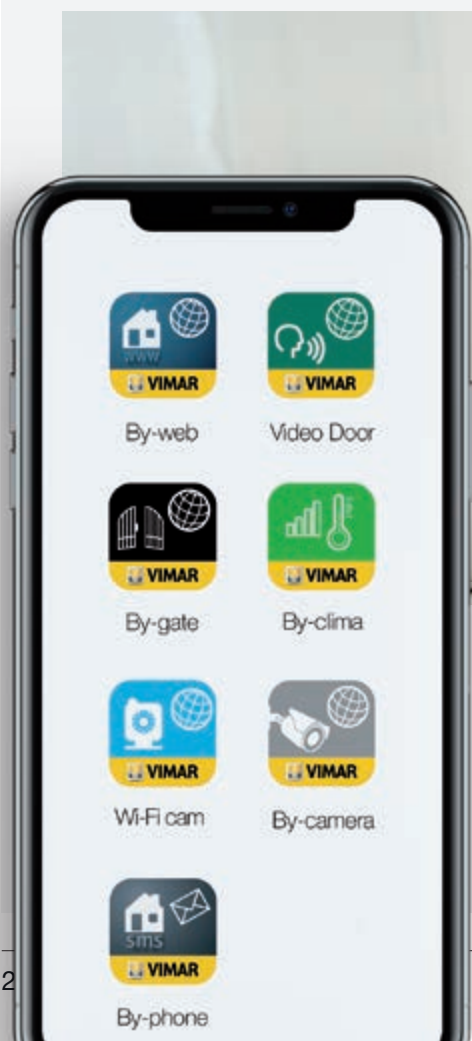 www
VIMAR
By-web
VIMAR
Video Door
VIMAR
By-gate
VIMAR
By-clima
VIMAR
Wi-Fi cam
VIMAR
By-camera
sms
VIMAR
By-phone
2